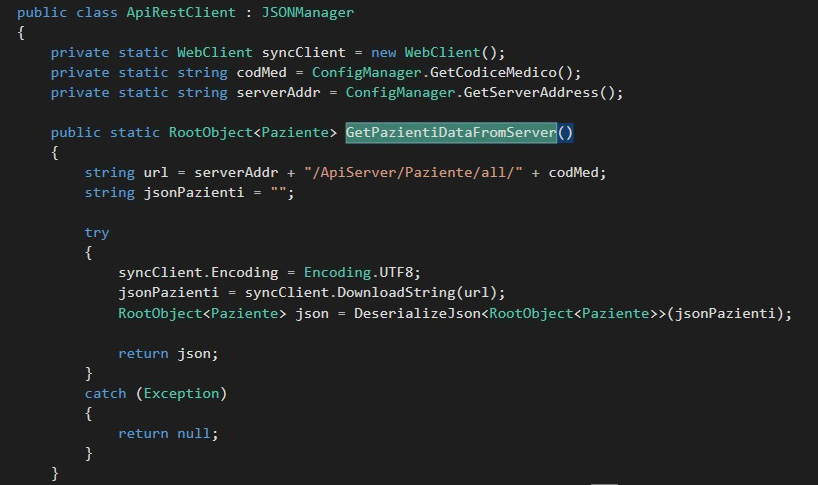 public class ApiRestClient : JSONManager
{
private static WebClient syncClient = new WebClient();
private static string codMed = ConfigManager.GetCodiceMedico();
private static string serverAddr = ConfigManager.GetServerAddress();
public static RootObject<Paziente> GetPazientiDataFromServer()
{
string url = serverAddr + "/ApiServer/Paziente/all/" + codMed;
string jsonPazienti = "";
try
{
syncClient.Encoding = Encoding.UTF8;
jsonPazienti = syncClient.DownloadString(url);
RootObject<Paziente> json = DeserializeJson<RootObject<Paziente>>(jsonPazienti);
return json;
}
catch (Exception)
{
return null;
}
}